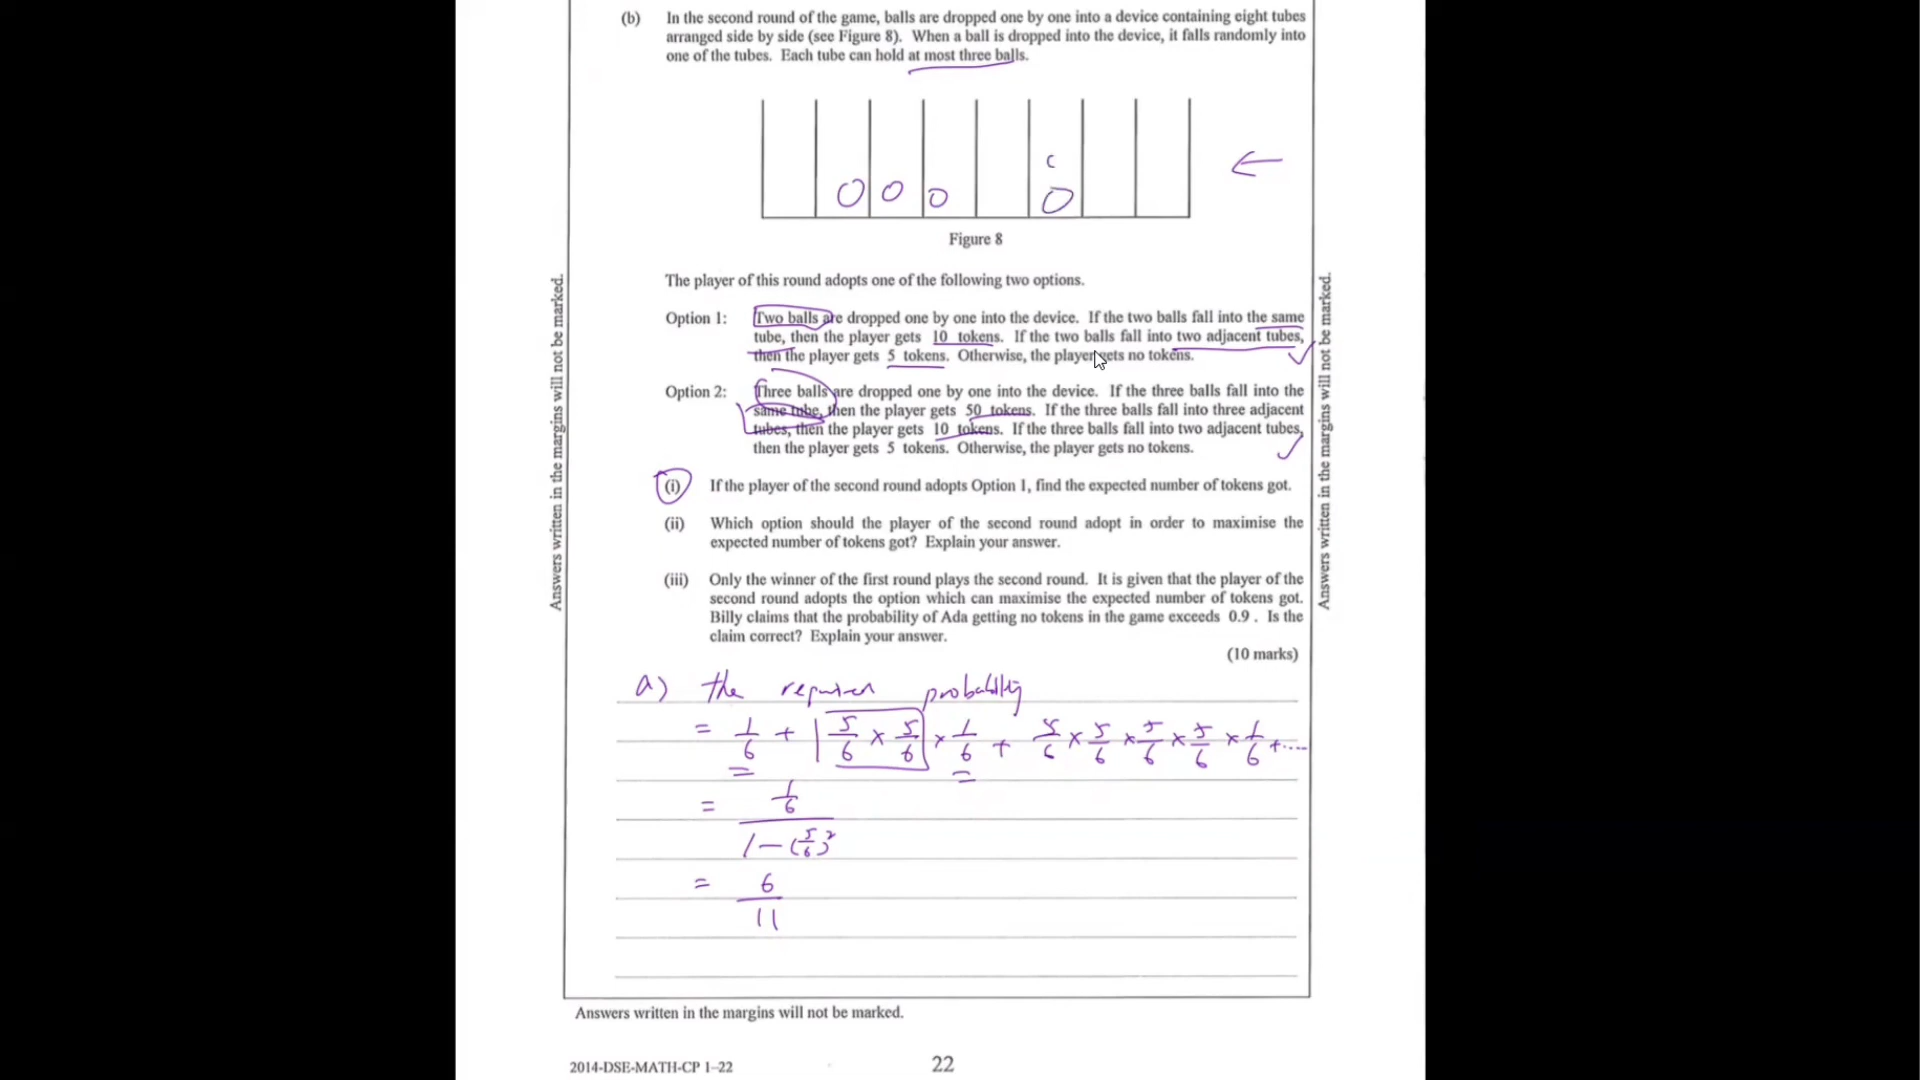 (b) In the second round of the game, balls are dropped one by one into a device containing eight tubes
arranged side by side (see Figure 8). When a ball is dropped into the device, it falls randomly into
one of the tubes. Each tube can hold at most three balls.
Figure 8
The player of this round adopts one of the following two options.
Option 1: Two balls are dropped one by one into the device. If the two balls fall into the same
tube, then the player gets 10 tokens. If the two balls fall into two adjacent tubes,
then the player gets 5 tokens. Otherwise, the player gets no tokens.
Option 2: Three balls are dropped one by one into the device. If the three balls fall into the
same tube, then the player gets 50 tokens. If the three balls fall into three adjacent
tubes, then the player gets 10 tokens. If the three balls fall into two adjacent tubes,
then the player gets 5 tokens. Otherwise, the player gets no tokens.
(i) If the player of the second round adopts Option 1, find the expected number of tokens got.
(ii) Which option should the player of the second round adopt in order to maximise the
expected number of tokens got? Explain your answer.
(iii) Only the winner of the first round plays the second round. It is given that the player of the
second round adopts the option which can maximise the expected number of tokens got.
Billy claims that the probability of Ada getting no tokens in the game exceeds 0.9 . Is the
claim correct? Explain your answer.
(10 marks)
a) the required probability
= 1/6 + 5/6 × 5/6 × 1/6 + 5/6 × 5/6 × 5/6 × 5/6 × 1/6 + ....
= 1/6 / 1 - (5/6)²
= 6/11
Answers written in the margins will not be marked.
Answers written in the margins will not be marked.
Answers written in the margins will not be marked.
2014-DSE-MATH-CP 1–22
22